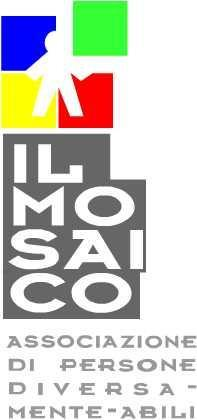 IL
MO
SAI
CO
ASSOCIAZIONE
DI PERSONE
DIVERSA-
MENTE-ABILI